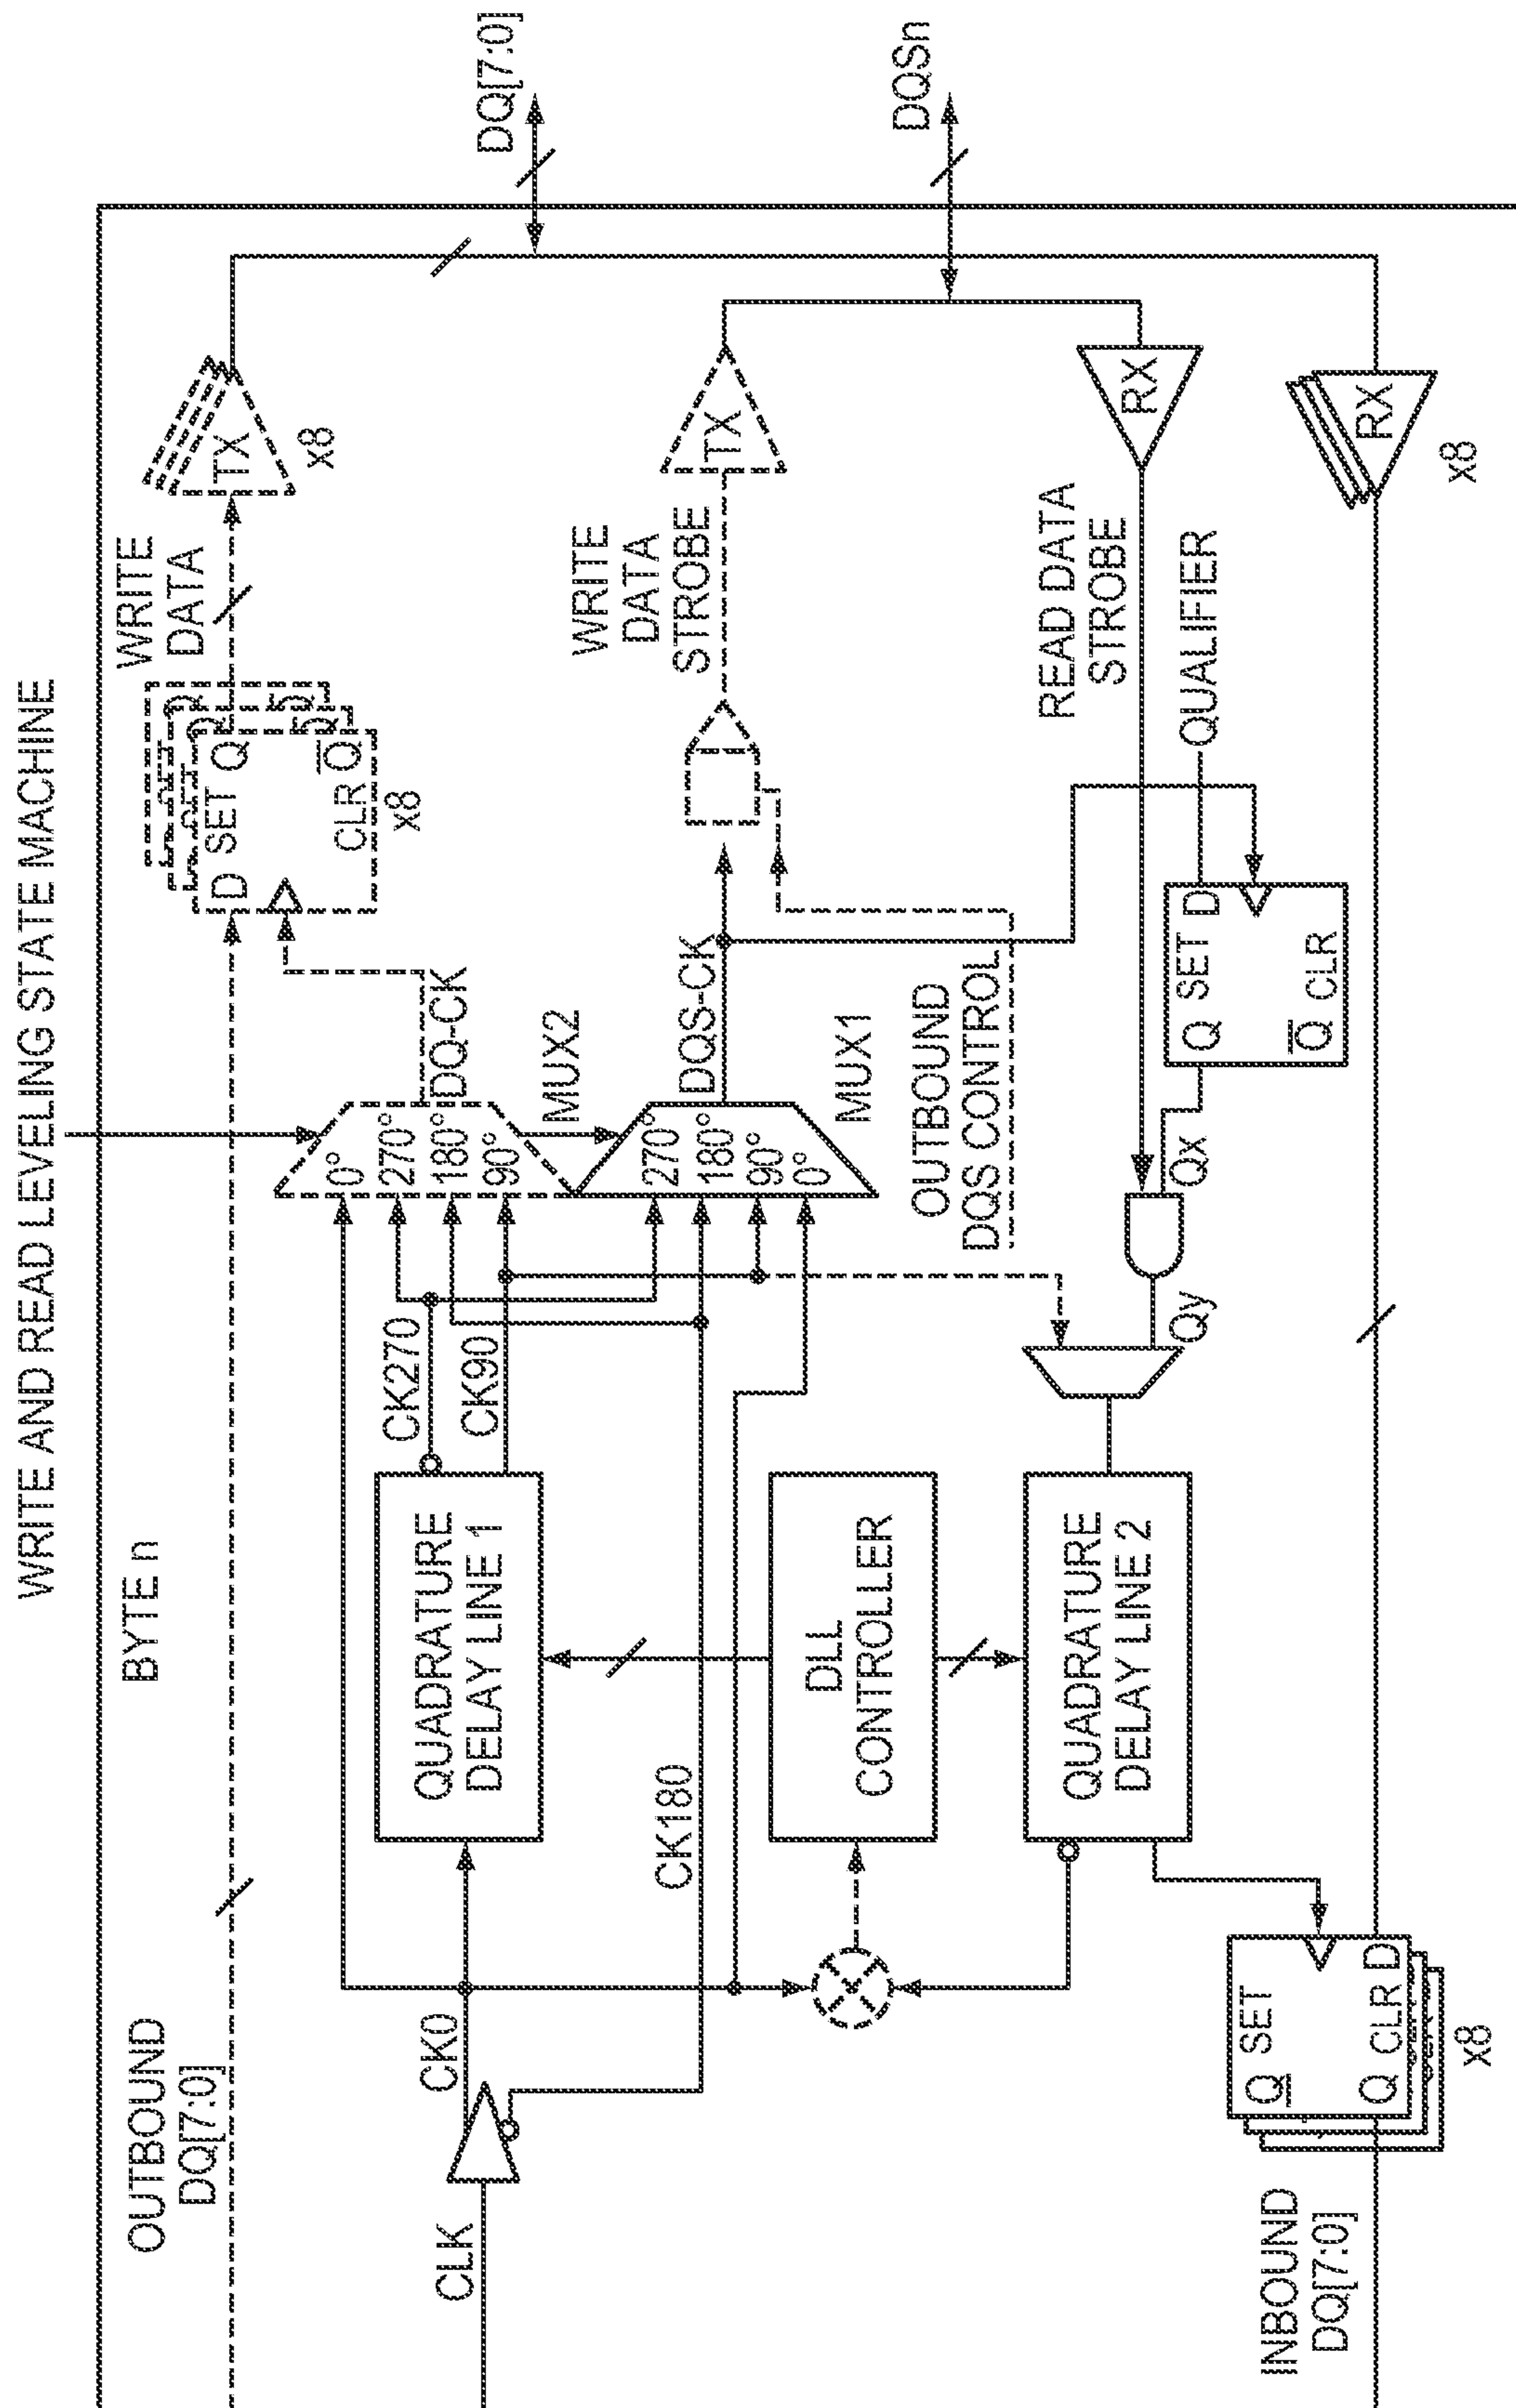 WRITE AND READ LEVELING STATE MACHINE
BYTE n
OUTBOUND
DQ[7:0]
WRITE
DATA
D SET Q
CLR Q
x8
TX
x8
DQ[7:0]
CLK
CK0
CK180
QUADRATURE
DELAY LINE 1
CK270
CK90
0°
270°
180°
90°
MUX2
DQ-CK
270°
180°
90°
0°
MUX1
DQS-CK
WRITE
DATA
STROBE
TX
DQSn
DLL
CONTROLLER
OUTBOUND
DQS CONTROL
QUADRATURE
DELAY LINE 2
Qy
Qx
READ DATA
STROBE
RX
QUALIFIER
Q SET D
Q CLR
INBOUND
DQ[7:0]
Q SET
Q CLR D
x8
RX
x8